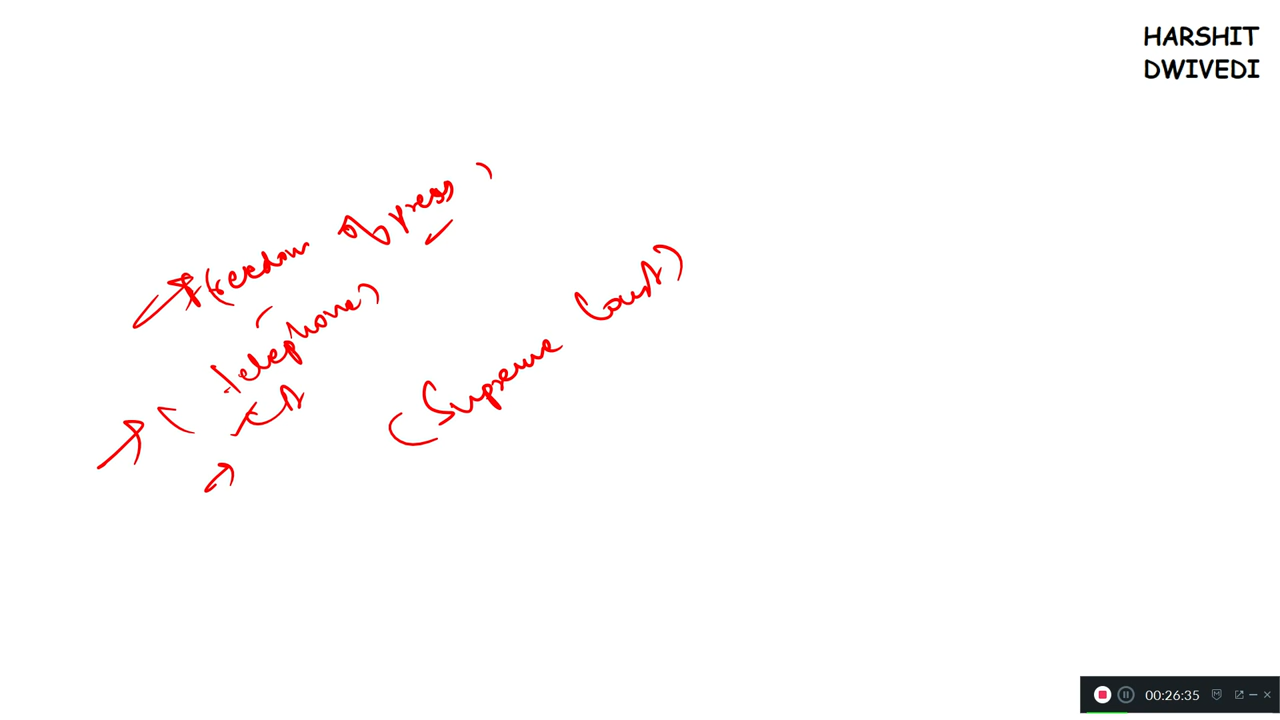 HARSHIT
DWIVEDI
freedom of press)
(telephone)
(Supreme Court)
00:26:35